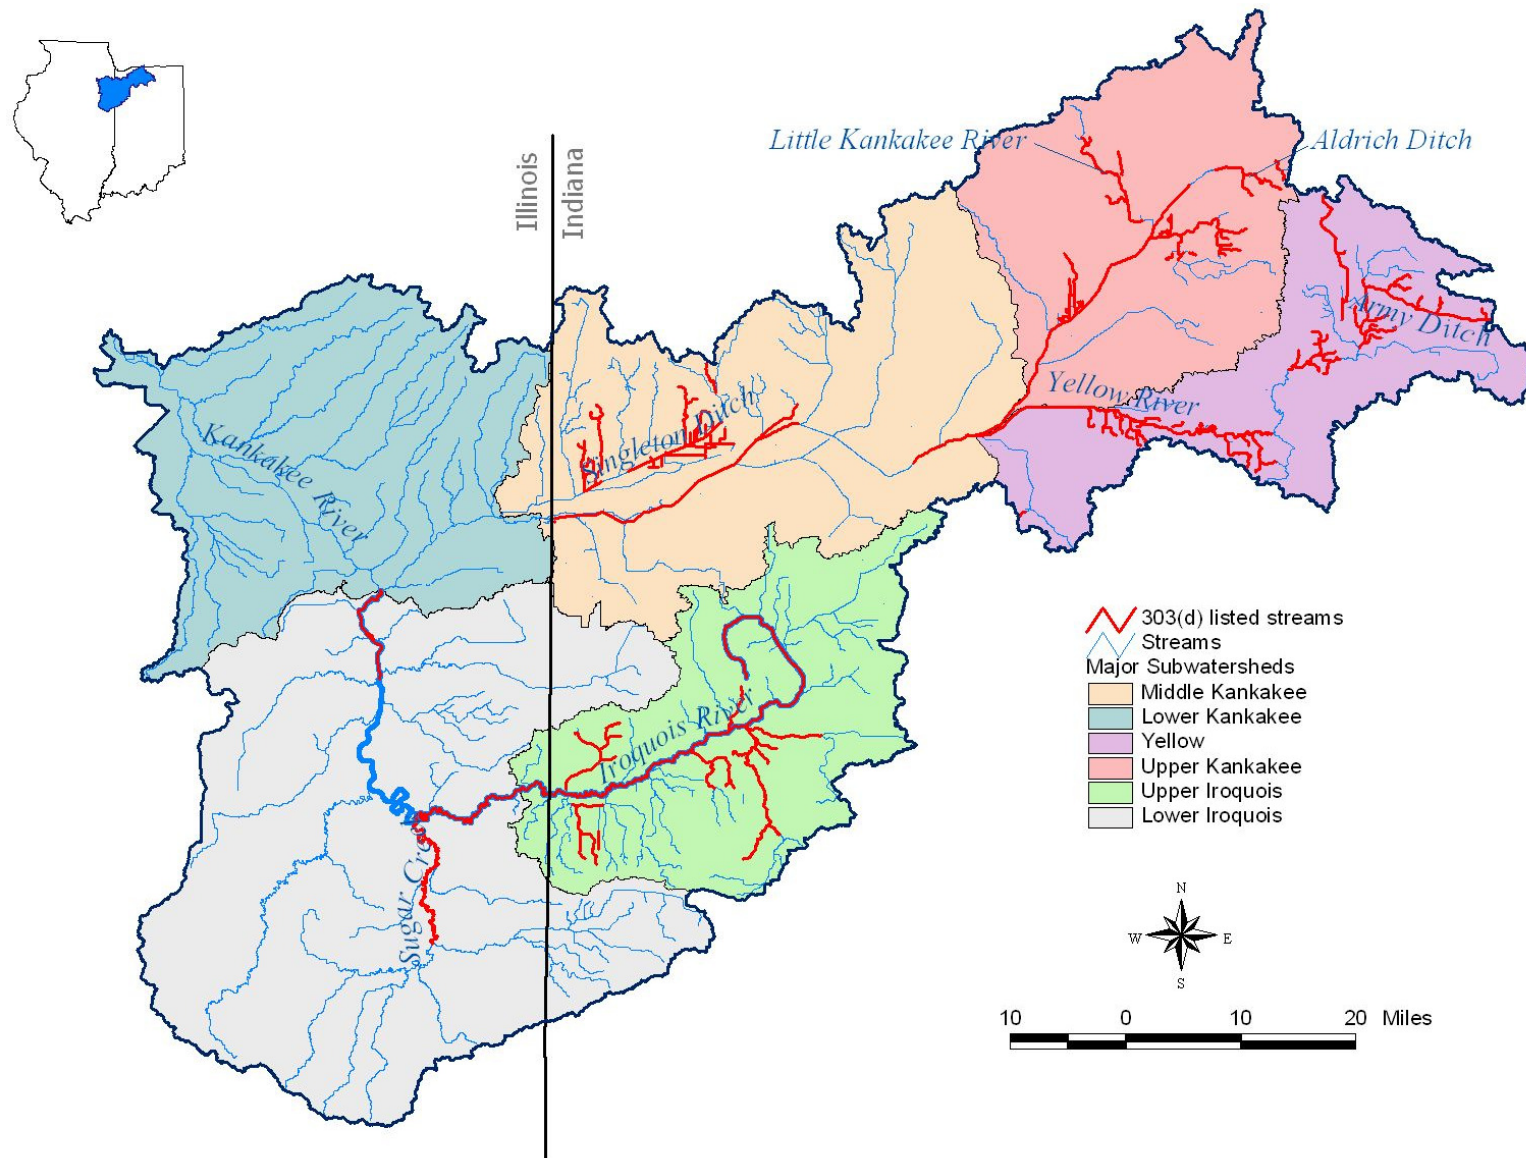 Little Kankakee River
Aldrich Ditch
Illinois
Indiana
Army Ditch
Yellow River
Singleton Ditch
Kankakee River
Iroquois River
Sugar Creek
303(d) listed streams
Streams
Major Subwatersheds
Middle Kankakee
Lower Kankakee
Yellow
Upper Kankakee
Upper Iroquois
Lower Iroquois
N
W E
S
10 0 10 20 Miles